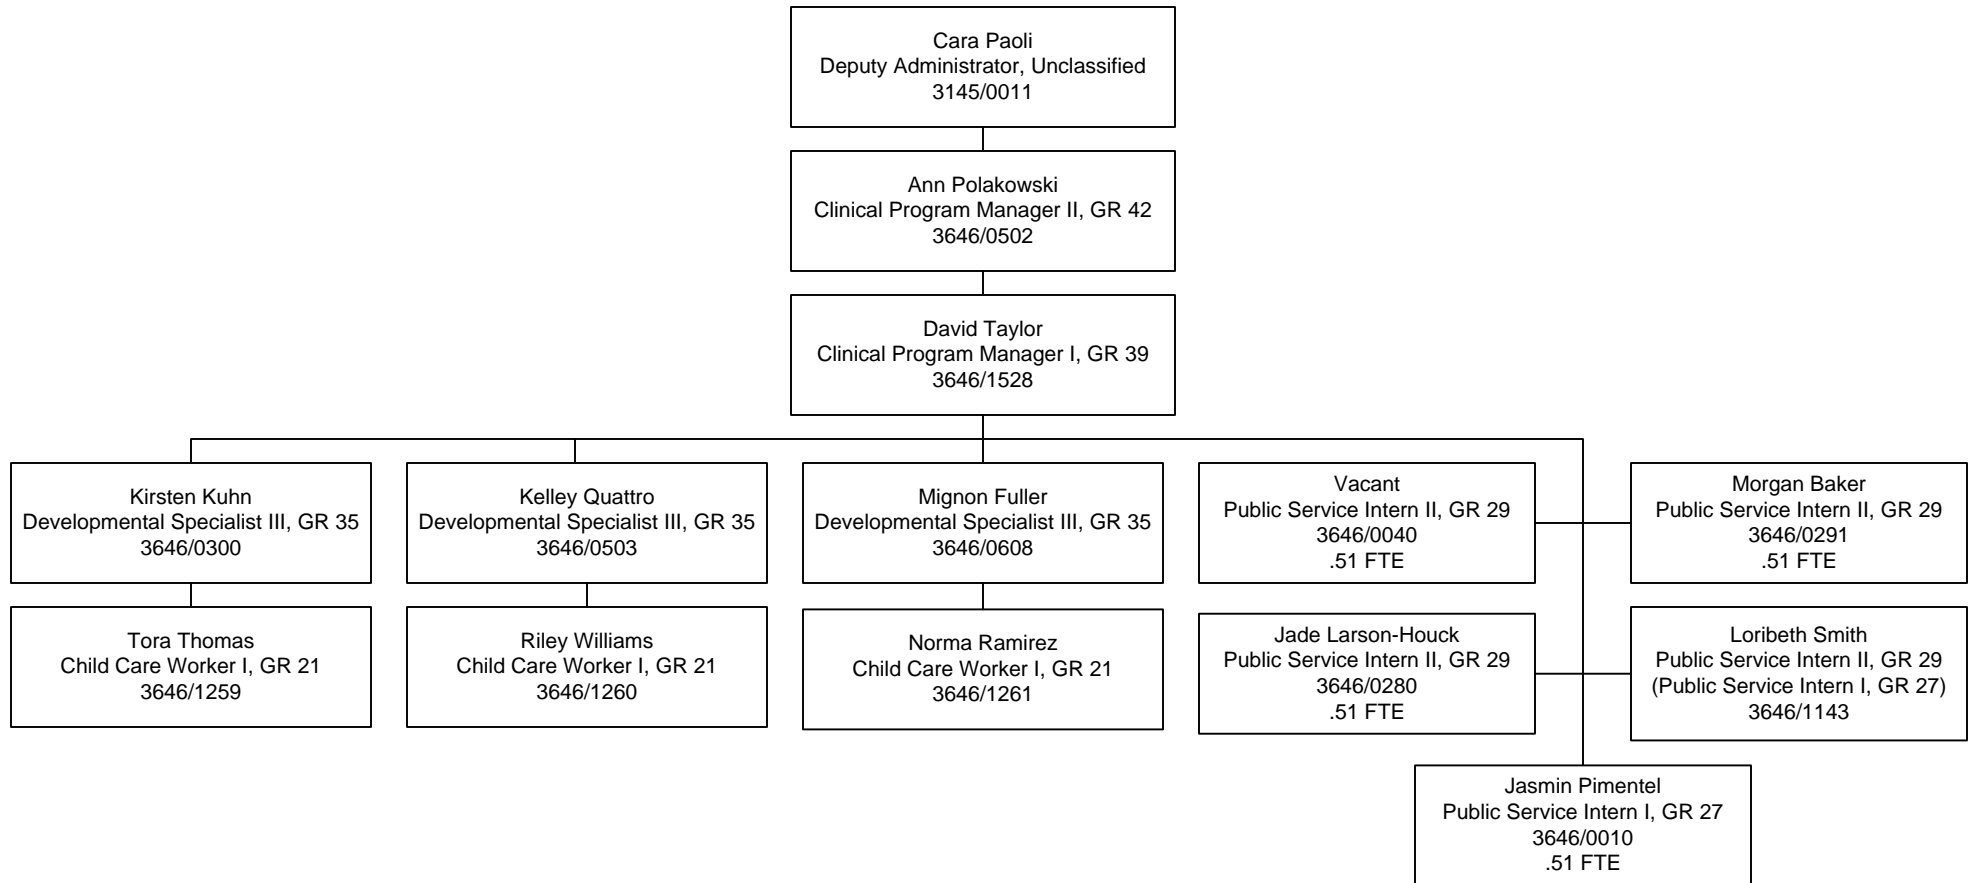 Cara Paoli
Deputy Administrator, Unclassified
3145/0011
Ann Polakowski
Clinical Program Manager II, GR 42
3646/0502
David Taylor
Clinical Program Manager I, GR 39
3646/1528
Kirsten Kuhn
Developmental Specialist III, GR 35
3646/0300
Kelley Quattro
Developmental Specialist III, GR 35
3646/0503
Mignon Fuller
Developmental Specialist III, GR 35
3646/0608
Vacant
Public Service Intern II, GR 29
3646/0040
.51 FTE
Morgan Baker
Public Service Intern II, GR 29
3646/0291
.51 FTE
Tora Thomas
Child Care Worker I, GR 21
3646/1259
Riley Williams
Child Care Worker I, GR 21
3646/1260
Norma Ramirez
Child Care Worker I, GR 21
3646/1261
Jade Larson-Houck
Public Service Intern II, GR 29
3646/0280
.51 FTE
Loribeth Smith
Public Service Intern II, GR 29
(Public Service Intern I, GR 27)
3646/1143
Jasmin Pimentel
Public Service Intern I, GR 27
3646/0010
.51 FTE